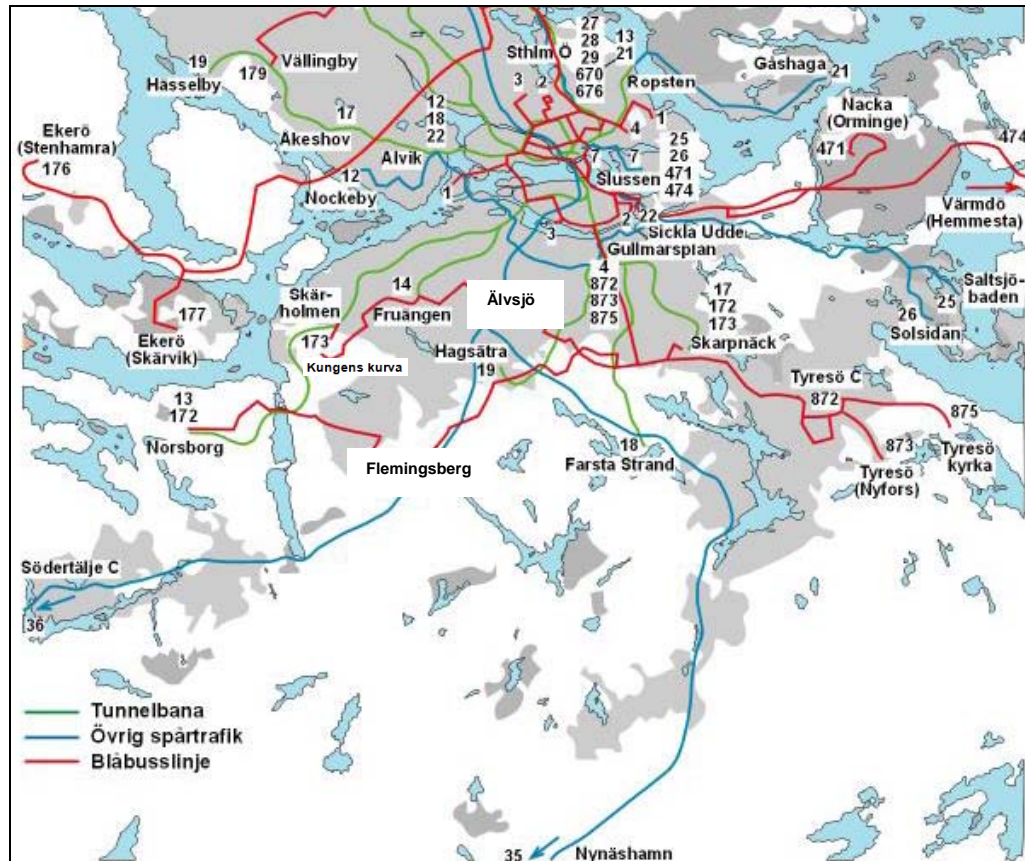 27
28
29
670
676
13
21
Sthlm Ö
3
2
19
Hässelby
179
Vällingby
Ropsten
Gåshaga
21
1
4
Nacka
(Orminge)
471
474
17
Åkeshov
12
18
22
Ekerö
(Stenhamra)
176
Alvik
12
Nockeby
1
7
7
25
26
471
474
Slussen
Värmdö
(Hemmesta)
2
22
3
Sickla Udde
Gullmarsplan
4
872
873
875
14
Skär-
holmen
Fruängen
Älvsjö
17
172
173
Skarpnäck
Saltsjö-
baden
25
26
Solsidan
177
Ekerö
(Skärvik)
173
Kungens kurva
Hagsätra
19
Tyresö C
872
13
172
Norsborg
875
Tyresö
kyrka
873
Tyresö
(Nyfors)
18
Farsta Strand
Flemingsberg
Södertälje C
36
Tunnelbana
Övrig spårtrafik
Blåbusslinje
35
Nynäshamn